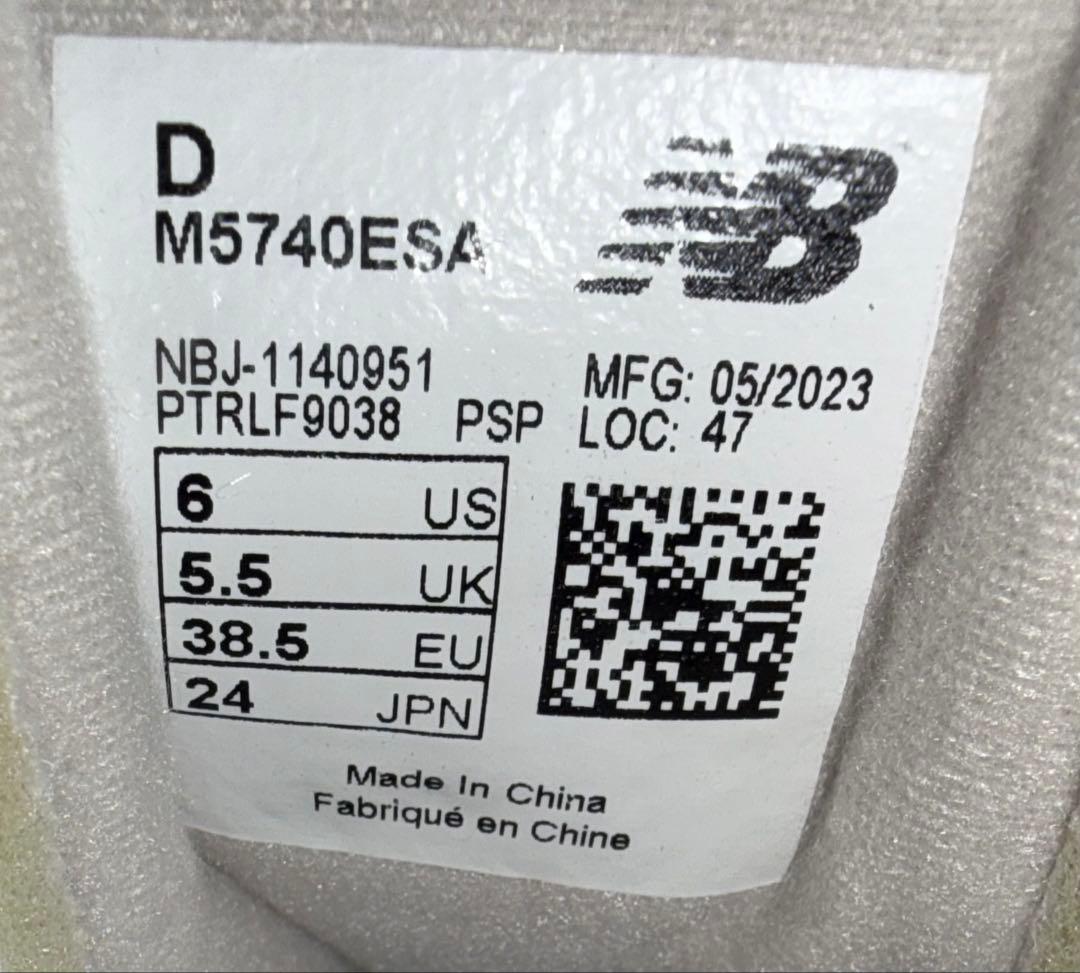 D
M5740ESA
NB
NBJ-1140951
PTRLF9038 PSP
MFG: 05/2023
LOC: 47
6 US
5.5 UK
38.5 EU
24 JPN
Made In China
Fabriqué en Chine